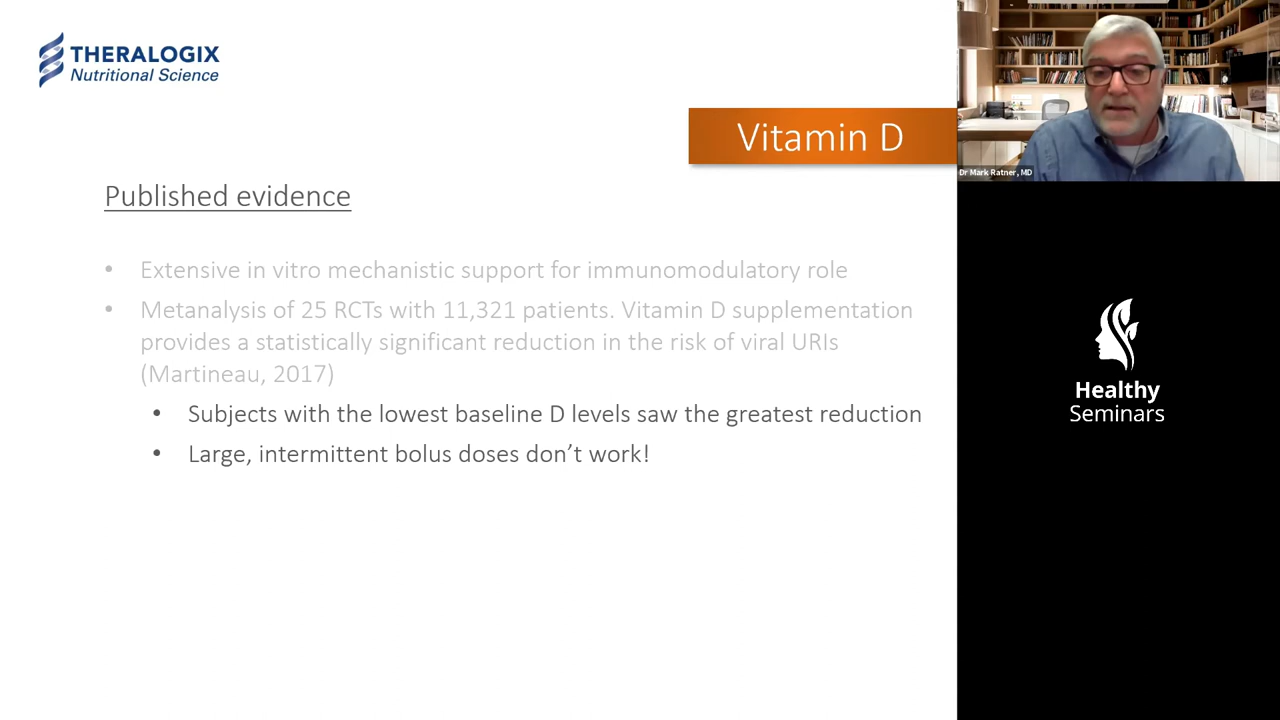 THERALOGIX
Nutritional Science
Vitamin D
Dr Mark Ratner, MD
Published evidence
• Extensive in vitro mechanistic support for immunomodulatory role
• Metanalysis of 25 RCTs with 11,321 patients. Vitamin D supplementation
provides a statistically significant reduction in the risk of viral URIs
(Martineau, 2017)
• Subjects with the lowest baseline D levels saw the greatest reduction
• Large, intermittent bolus doses don’t work!
Healthy
Seminars